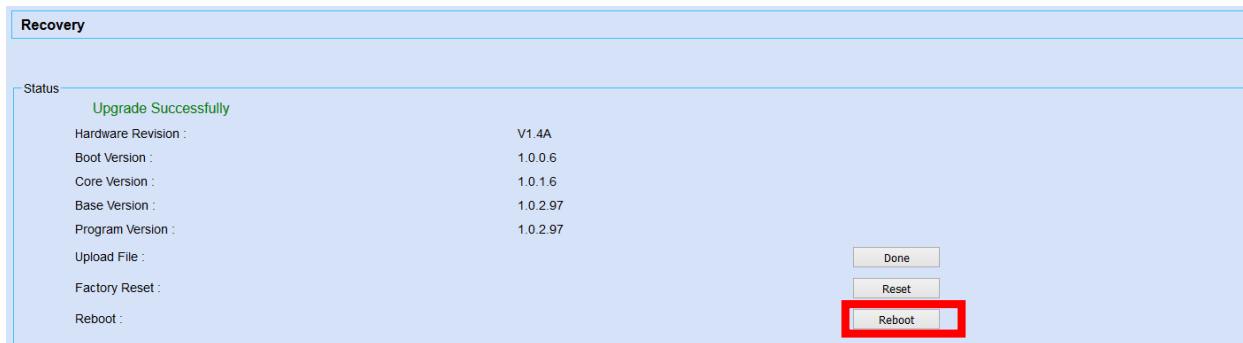 Recovery
Status
Upgrade Successfully
Hardware Revision : V1.4A
Boot Version : 1.0.0.6
Core Version : 1.0.1.6
Base Version : 1.0.2.97
Program Version : 1.0.2.97
Upload File : Done
Factory Reset : Reset
Reboot : Reboot